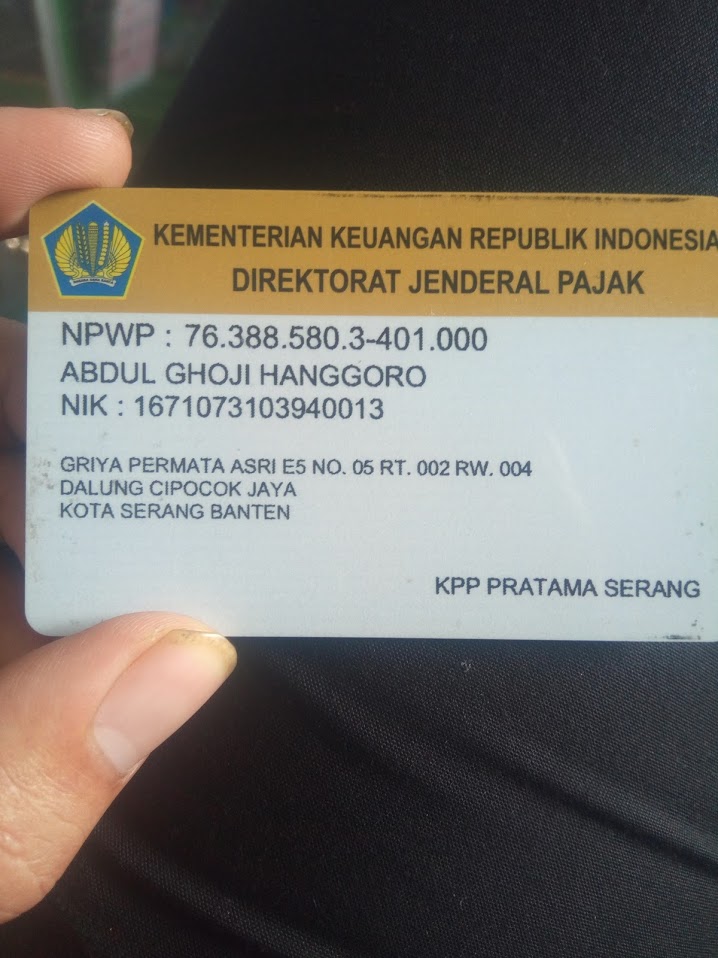 KEMENTERIAN KEUANGAN REPUBLIK INDONESIA
DIREKTORAT JENDERAL PAJAK
NPWP : 76.388.580.3-401.000
ABDUL GHOJI HANGGORO
NIK : 1671073103940013
GRIYA PERMATA ASRI E5 NO. 05 RT. 002 RW. 004
DALUNG CIPOCOK JAYA
KOTA SERANG BANTEN
KPP PRATAMA SERANG